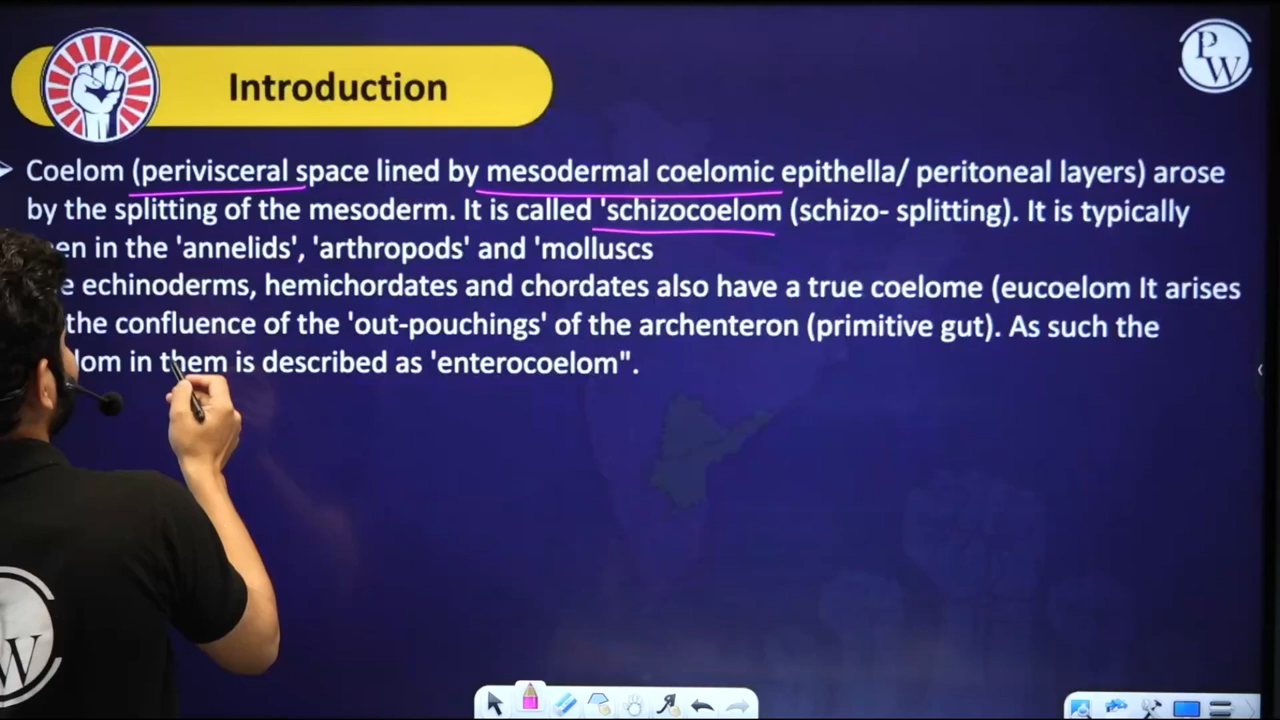 PW
Introduction
Coelom (perivisceral space lined by mesodermal coelomic epithella/ peritoneal layers) arose
by the splitting of the mesoderm. It is called 'schizocoelom (schizo- splitting). It is typically
in the 'annelids', 'arthropods' and 'molluscs
echinoderms, hemichordates and chordates also have a true coelome (eucoelom It arises
the confluence of the 'out-pouchings' of the archenteron (primitive gut). As such the
in them is described as 'enterocoelom".
W